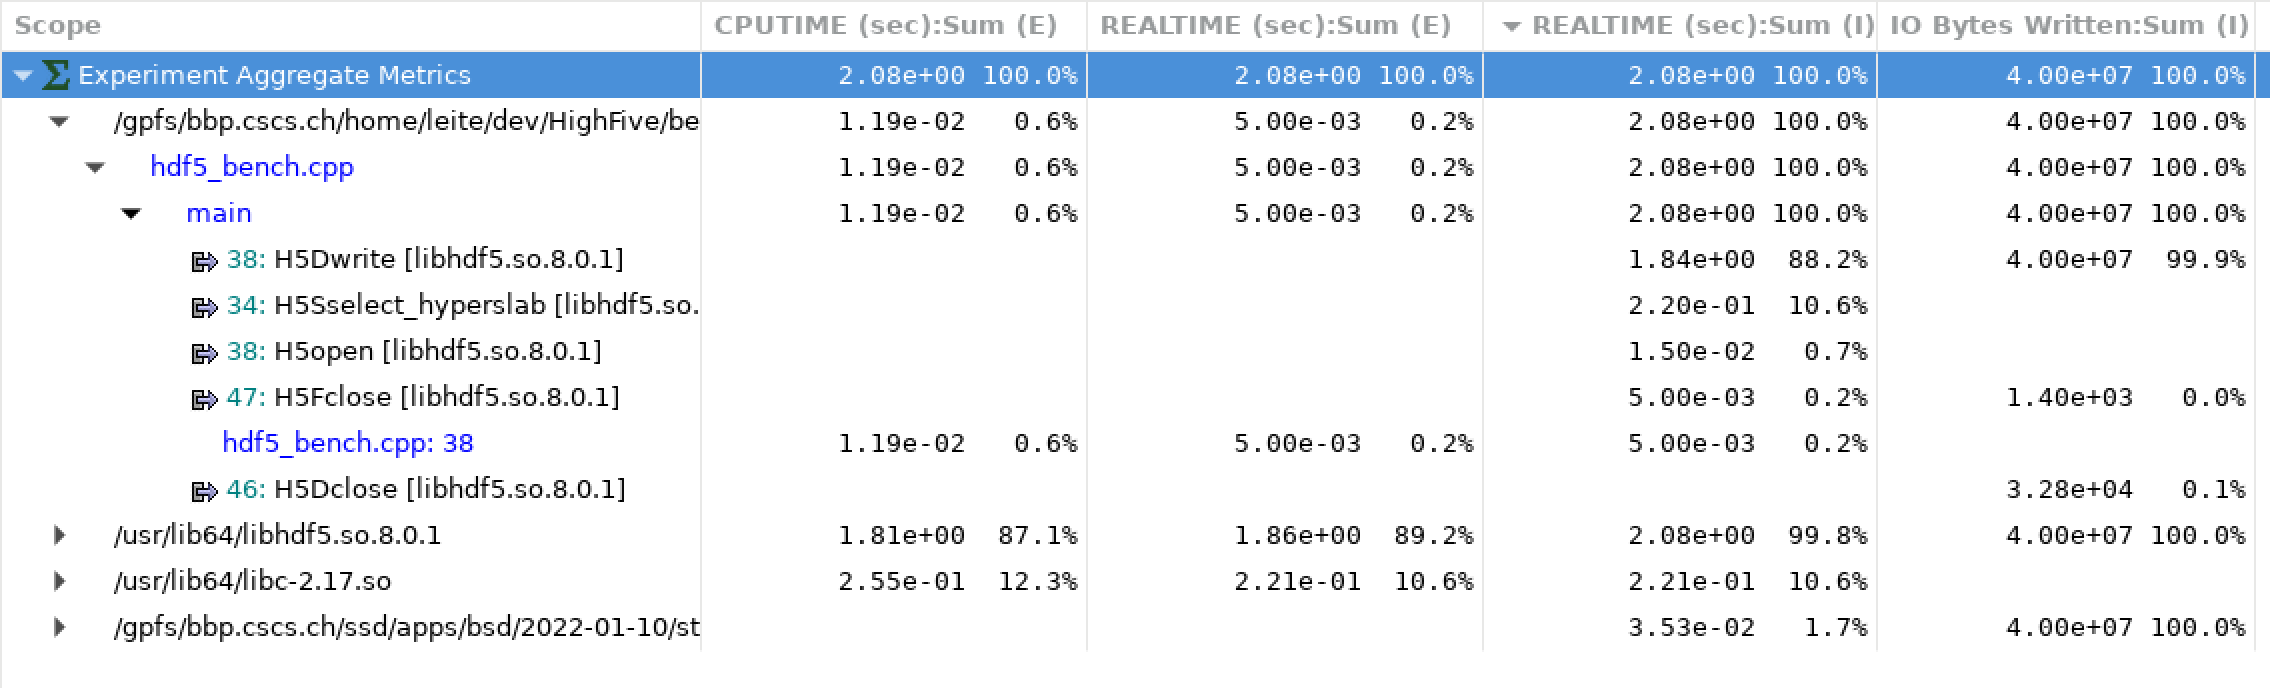 Scope CPUTIME (sec):Sum (E) REALTIME (sec):Sum (E) REALTIME (sec):Sum (I) IO Bytes Written:Sum (I)
Σ Experiment Aggregate Metrics 2.08e+00 100.0% 2.08e+00 100.0% 2.08e+00 100.0% 4.00e+07 100.0%
/gpfs/bbp.cscs.ch/home/leite/dev/HighFive/be 1.19e-02 0.6% 5.00e-03 0.2% 2.08e+00 100.0% 4.00e+07 100.0%
hdf5_bench.cpp 1.19e-02 0.6% 5.00e-03 0.2% 2.08e+00 100.0% 4.00e+07 100.0%
main 1.19e-02 0.6% 5.00e-03 0.2% 2.08e+00 100.0% 4.00e+07 100.0%
38: H5Dwrite [libhdf5.so.8.0.1] 1.84e+00 88.2% 4.00e+07 99.9%
34: H5Sselect_hyperslab [libhdf5.so. 2.20e-01 10.6%
38: H5open [libhdf5.so.8.0.1] 1.50e-02 0.7%
47: H5Fclose [libhdf5.so.8.0.1] 5.00e-03 0.2% 1.40e+03 0.0%
hdf5_bench.cpp: 38 1.19e-02 0.6% 5.00e-03 0.2% 5.00e-03 0.2%
46: H5Dclose [libhdf5.so.8.0.1] 3.28e+04 0.1%
/usr/lib64/libhdf5.so.8.0.1 1.81e+00 87.1% 1.86e+00 89.2% 2.08e+00 99.8% 4.00e+07 100.0%
/usr/lib64/libc-2.17.so 2.55e-01 12.3% 2.21e-01 10.6% 2.21e-01 10.6%
/gpfs/bbp.cscs.ch/ssd/apps/bsd/2022-01-10/st 3.53e-02 1.7% 4.00e+07 100.0%